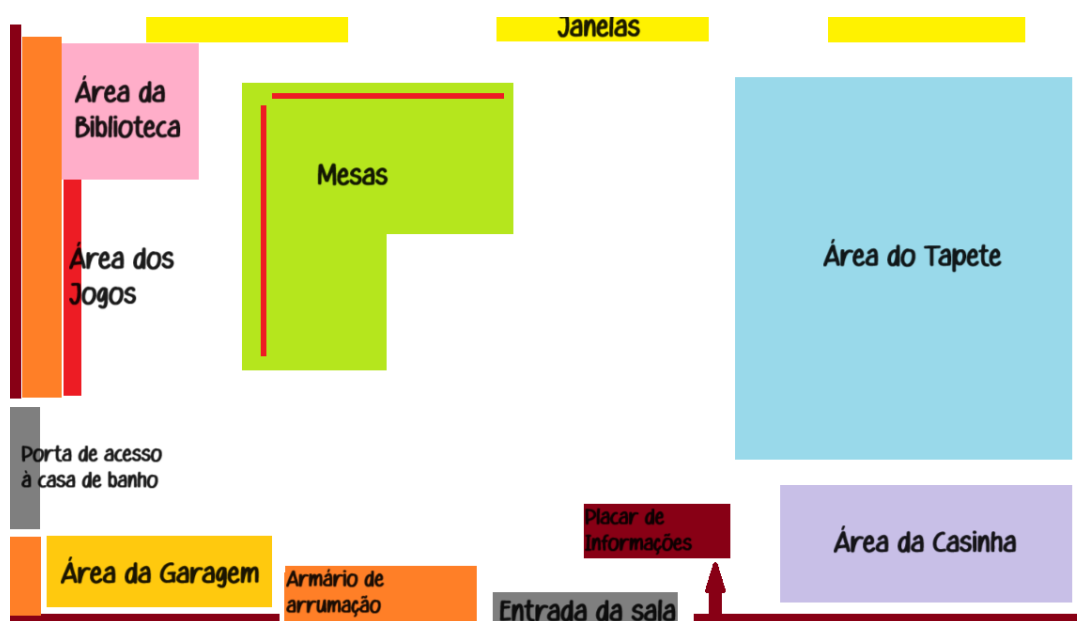 Janelas
Área da
Biblioteca
Mesas
Área dos
Jogos
Área do Tapete
Porta de acesso
à casa de banho
Placar de
Informações
Área da Casinha
Área da Garagem
Armário de
arrumação
Entrada da sala